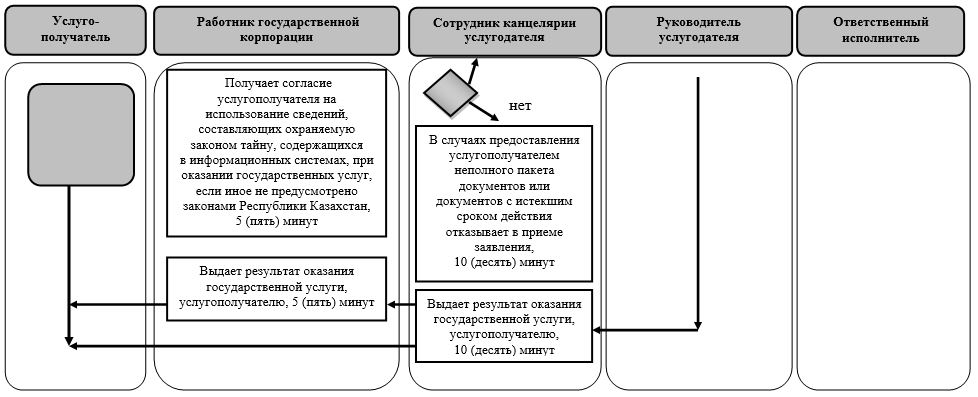 Услуго-
получатель
Работник государственной
корпорации
Сотрудник канцелярии
услугодателя
Руководитель
услугодателя
Ответственный
исполнитель
Получает согласие
услугополучателя на
использование сведений,
составляющих охраняемую
законом тайну, содержащихся
в информационных системах, при
оказании государственных услуг,
если иное не предусмотрено
законами Республики Казахстан,
5 (пять) минут
Выдает результат оказания
государственной услуги,
услугополучателю, 5 (пять) минут
нет
В случаях предоставления
услугополучателем
неполного пакета
документов или
документов с истекшим
сроком действия
отказывает в приеме
заявления,
10 (десять) минут
Выдает результат оказания
государственной услуги,
услугополучателю,
10 (десять) минут